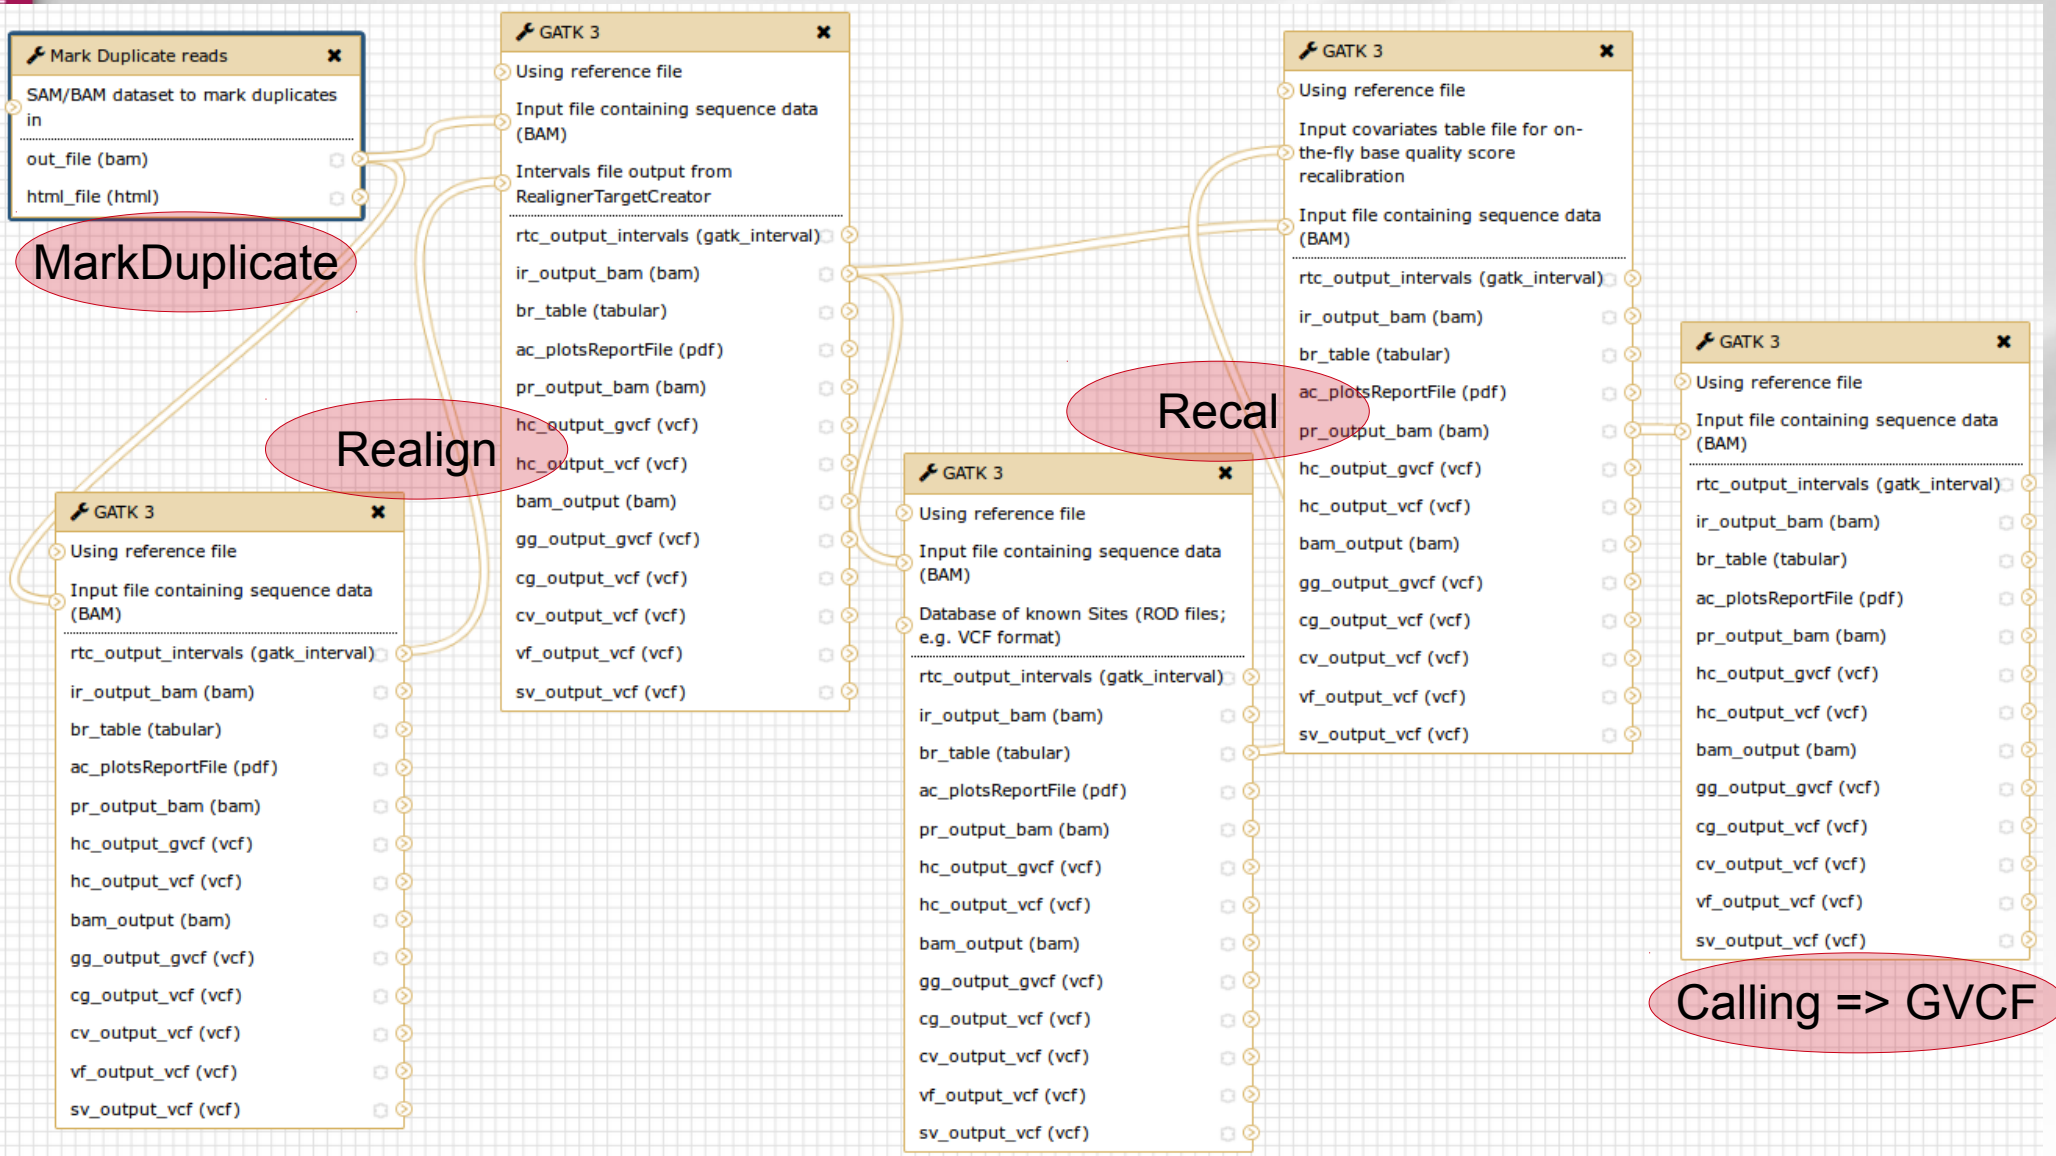 Mark Duplicate reads
SAM/BAM dataset to mark duplicates
in
out_file (bam)
html_file (html)
MarkDuplicate
GATK 3
Using reference file
Input file containing sequence data
(BAM)
rtc_output_intervals (gatk_interval)
ir_output_bam (bam)
br_table (tabular)
ac_plotsReportFile (pdf)
pr_output_bam (bam)
hc_output_gvcf (vcf)
hc_output_vcf (vcf)
bam_output (bam)
gg_output_gvcf (vcf)
cg_output_vcf (vcf)
cv_output_vcf (vcf)
vf_output_vcf (vcf)
sv_output_vcf (vcf)
Realign
GATK 3
Using reference file
Input file containing sequence data
(BAM)
Intervals file output from
RealignerTargetCreator
rtc_output_intervals (gatk_interval)
ir_output_bam (bam)
br_table (tabular)
ac_plotsReportFile (pdf)
pr_output_bam (bam)
hc_output_gvcf (vcf)
hc_output_vcf (vcf)
bam_output (bam)
gg_output_gvcf (vcf)
cg_output_vcf (vcf)
cv_output_vcf (vcf)
vf_output_vcf (vcf)
sv_output_vcf (vcf)
GATK 3
Using reference file
Input file containing sequence data
(BAM)
Database of known Sites (ROD files;
e.g. VCF format)
rtc_output_intervals (gatk_interval)
ir_output_bam (bam)
br_table (tabular)
ac_plotsReportFile (pdf)
pr_output_bam (bam)
hc_output_gvcf (vcf)
hc_output_vcf (vcf)
bam_output (bam)
gg_output_gvcf (vcf)
cg_output_vcf (vcf)
cv_output_vcf (vcf)
vf_output_vcf (vcf)
sv_output_vcf (vcf)
Recal
GATK 3
Using reference file
Input covariates table file for on-
the-fly base quality score
recalibration
Input file containing sequence data
(BAM)
rtc_output_intervals (gatk_interval)
ir_output_bam (bam)
br_table (tabular)
ac_plotsReportFile (pdf)
pr_output_bam (bam)
hc_output_gvcf (vcf)
hc_output_vcf (vcf)
bam_output (bam)
gg_output_gvcf (vcf)
cg_output_vcf (vcf)
cv_output_vcf (vcf)
vf_output_vcf (vcf)
sv_output_vcf (vcf)
GATK 3
Using reference file
Input file containing sequence data
(BAM)
rtc_output_intervals (gatk_interval)
ir_output_bam (bam)
br_table (tabular)
ac_plotsReportFile (pdf)
pr_output_bam (bam)
hc_output_gvcf (vcf)
hc_output_vcf (vcf)
bam_output (bam)
gg_output_gvcf (vcf)
cg_output_vcf (vcf)
cv_output_vcf (vcf)
vf_output_vcf (vcf)
sv_output_vcf (vcf)
Calling => GVCF